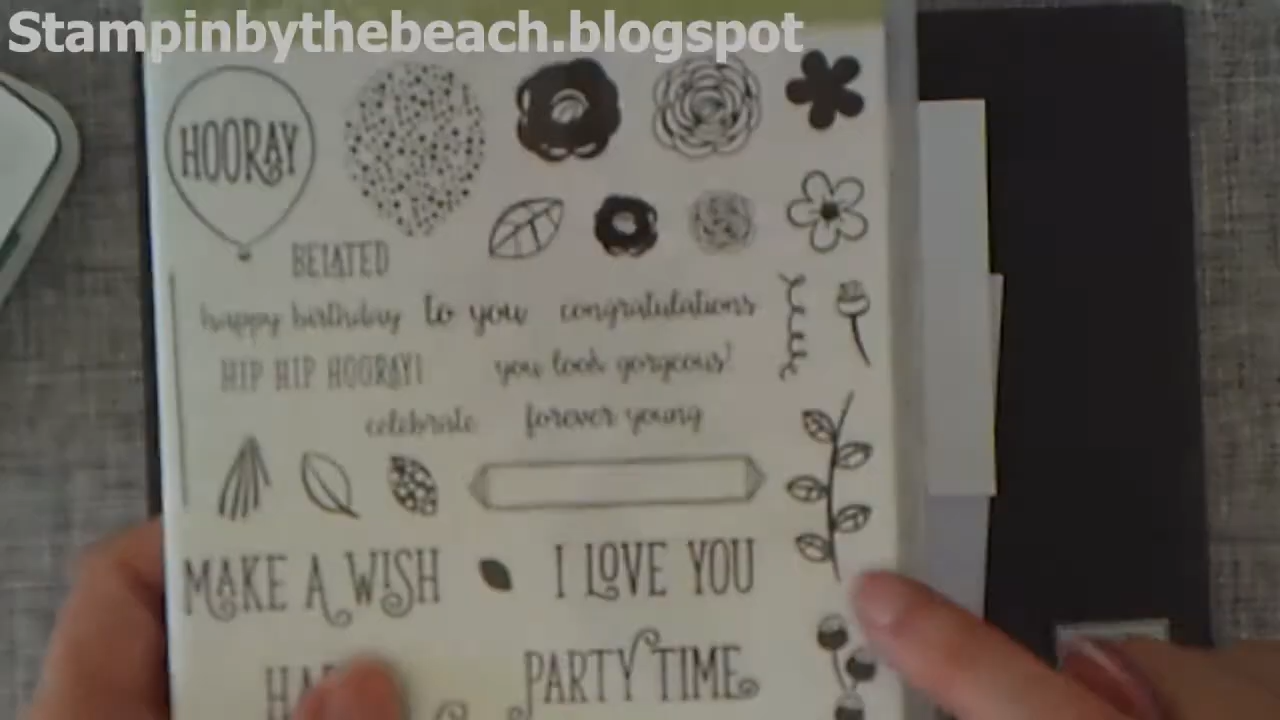 Stampinbythebeach.blogspot
HOORAY
BELATED
happy birthday to you congratulations
HIP HIP HOORAY! you look gorgeous!
celebrate forever young
MAKE A WISH I LOVE YOU
PARTY TIME